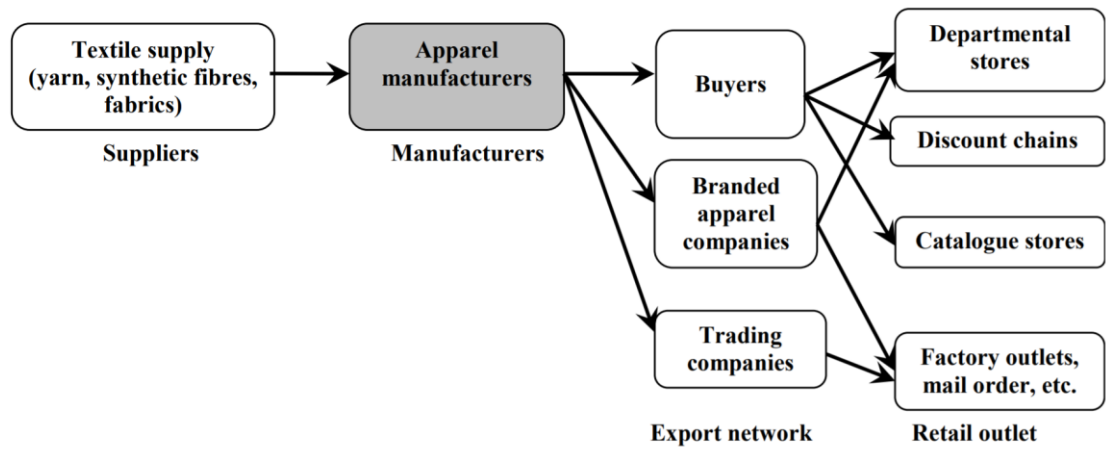 Textile supply
(yarn, synthetic fibres,
fabrics)
Suppliers
Apparel
manufacturers
Manufacturers
Buyers
Branded
apparel
companies
Trading
companies
Export network
Departmental
stores
Discount chains
Catalogue stores
Factory outlets,
mail order, etc.
Retail outlet